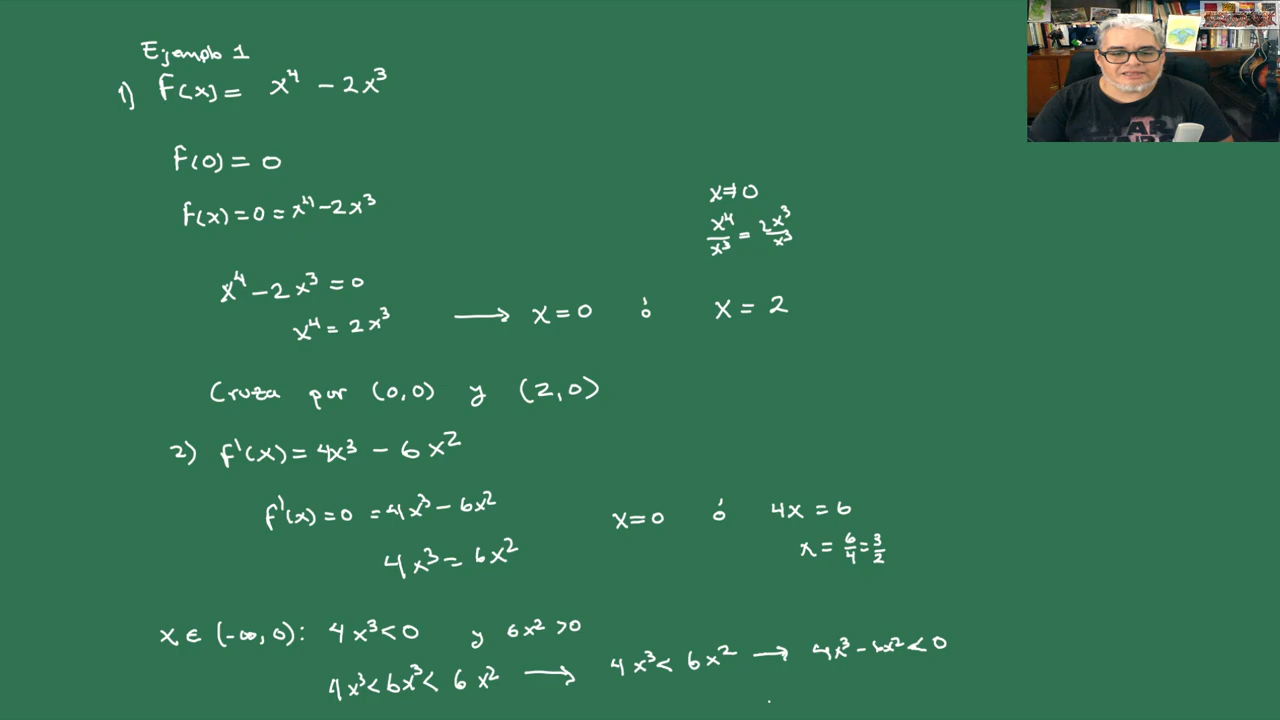 Ejemplo 1
1) F(x) = x⁴ - 2x³
F(0) = 0
F(x) = 0 = x⁴ - 2x³
x ≠ 0
x⁴/x³ = 2x³/x³
x⁴ - 2x³ = 0
x⁴ = 2x³ → x = 0 ó x = 2
Cruza por (0,0) y (2,0)
2) F'(x) = 4x³ - 6x²
F'(x) = 0 = 4x³ - 6x² x = 0 ó 4x = 6
4x³ = 6x² x = 6/4 = 3/2
x ∈ (-∞, 0): 4x³ < 0 y 6x² > 0
4x³ < 6x³ < 6x² → 4x³ < 6x² → 4x³ - 6x² < 0
STAR WARS